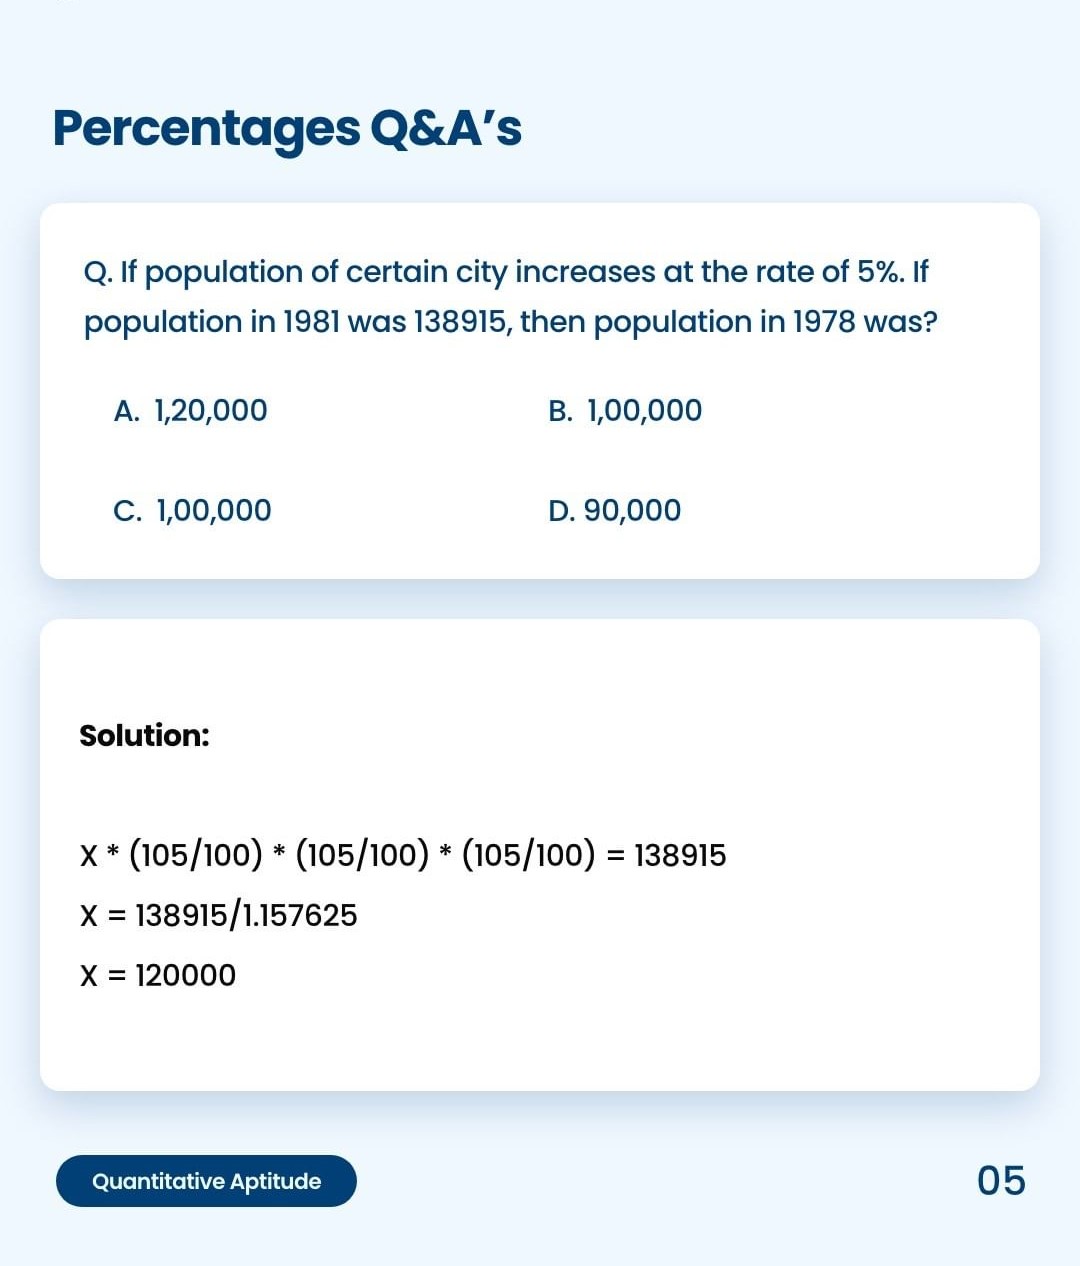 Percentages Q&A's
Q. If population of certain city increases at the rate of 5%. If
population in 1981 was 138915, then population in 1978 was?
A. 1,20,000
B. 1,00,000
C. 1,00,000
D. 90,000
Solution:
X * (105/100) * (105/100) * (105/100) = 138915
X = 138915/1.157625
X = 120000
Quantitative Aptitude
05